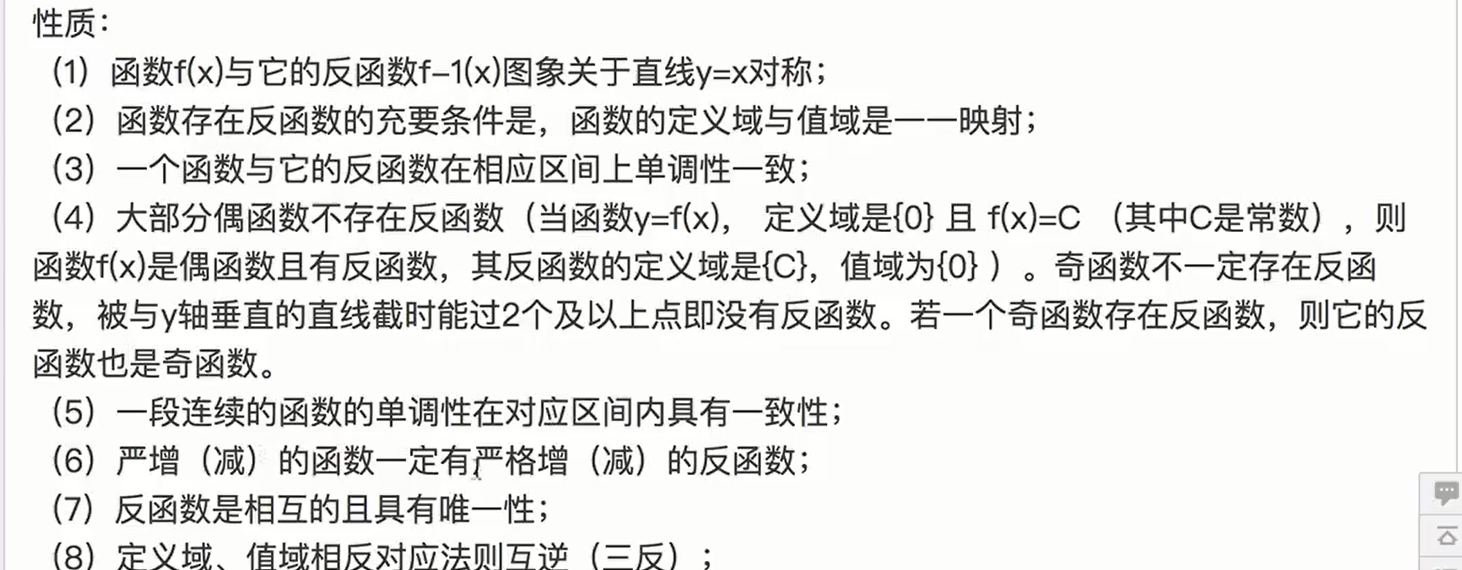 性质：
（1）函数f(x)与它的反函数f-1(x)图象关于直线y=x对称；
（2）函数存在反函数的充要条件是，函数的定义域与值域是一一映射；
（3）一个函数与它的反函数在相应区间上单调性一致；
（4）大部分偶函数不存在反函数（当函数y=f(x)， 定义域是{0} 且 f(x)=C （其中C是常数），则
函数f(x)是偶函数且有反函数，其反函数的定义域是{C}，值域为{0} ）。奇函数不一定存在反函
数，被与y轴垂直的直线截时能过2个及以上点即没有反函数。若一个奇函数存在反函数，则它的反
函数也是奇函数。
（5）一段连续的函数的单调性在对应区间内具有一致性；
（6）严增（减）的函数一定有严格增（减）的反函数；
（7）反函数是相互的且具有唯一性；
（8）定义域、值域相反对应法则互逆（三反）；